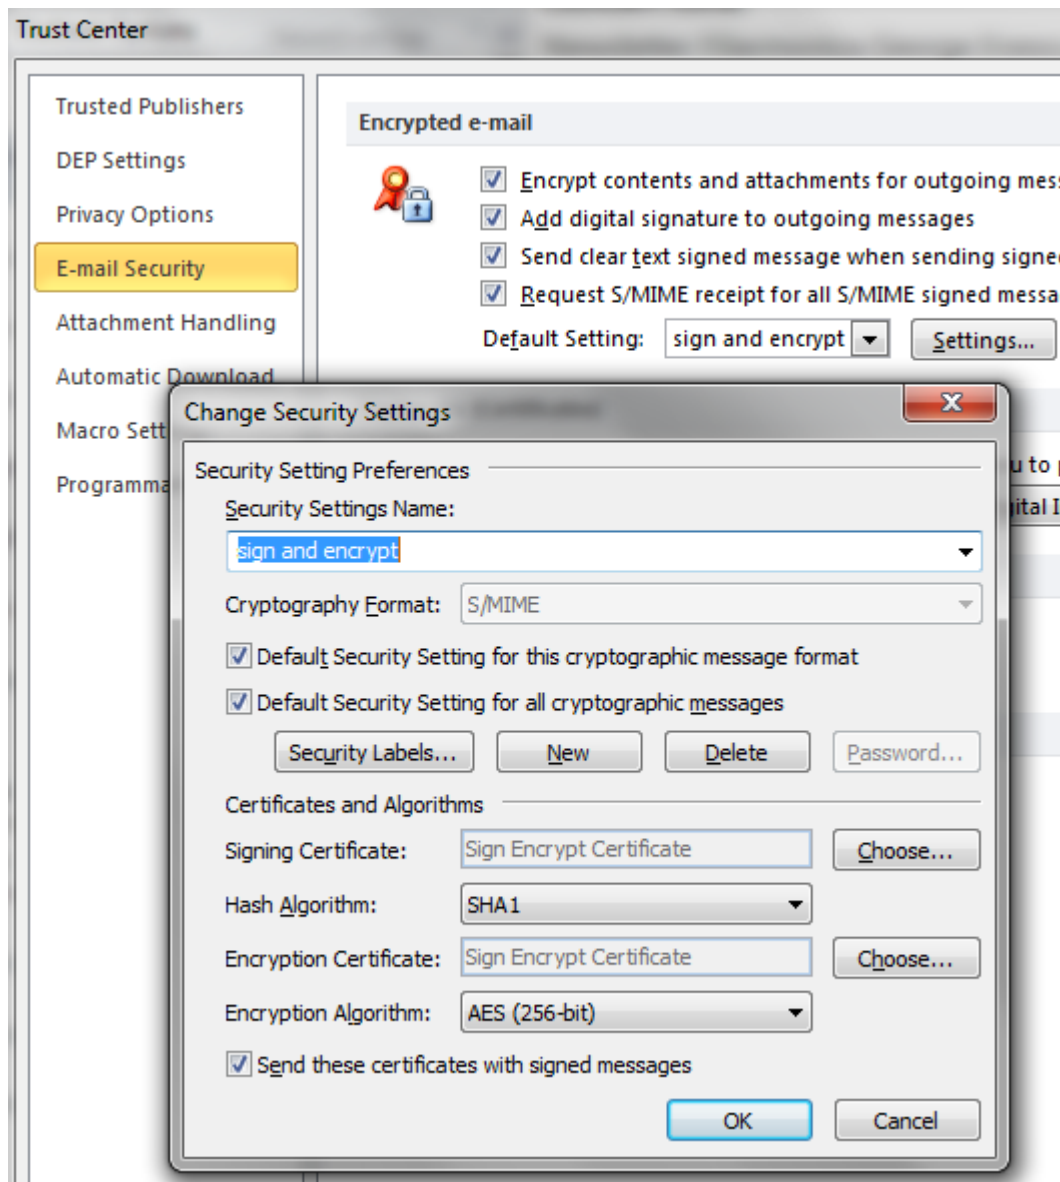 Trust Center
Trusted Publishers
DEP Settings
Privacy Options
E-mail Security
Attachment Handling
Automatic Download
Macro Sett
Programma
Encrypted e-mail
Encrypt contents and attachments for outgoing mes
Add digital signature to outgoing messages
Send clear text signed message when sending signe
Request S/MIME receipt for all S/MIME signed messa
Default Setting: sign and encrypt Settings...
u to p
gital I
Change Security Settings
Security Setting Preferences
Security Settings Name:
sign and encrypt
Cryptography Format: S/MIME
Default Security Setting for this cryptographic message format
Default Security Setting for all cryptographic messages
Security Labels... New Delete Password...
Certificates and Algorithms
Signing Certificate: Sign Encrypt Certificate Choose...
Hash Algorithm: SHA1
Encryption Certificate: Sign Encrypt Certificate Choose...
Encryption Algorithm: AES (256-bit)
Send these certificates with signed messages
OK Cancel